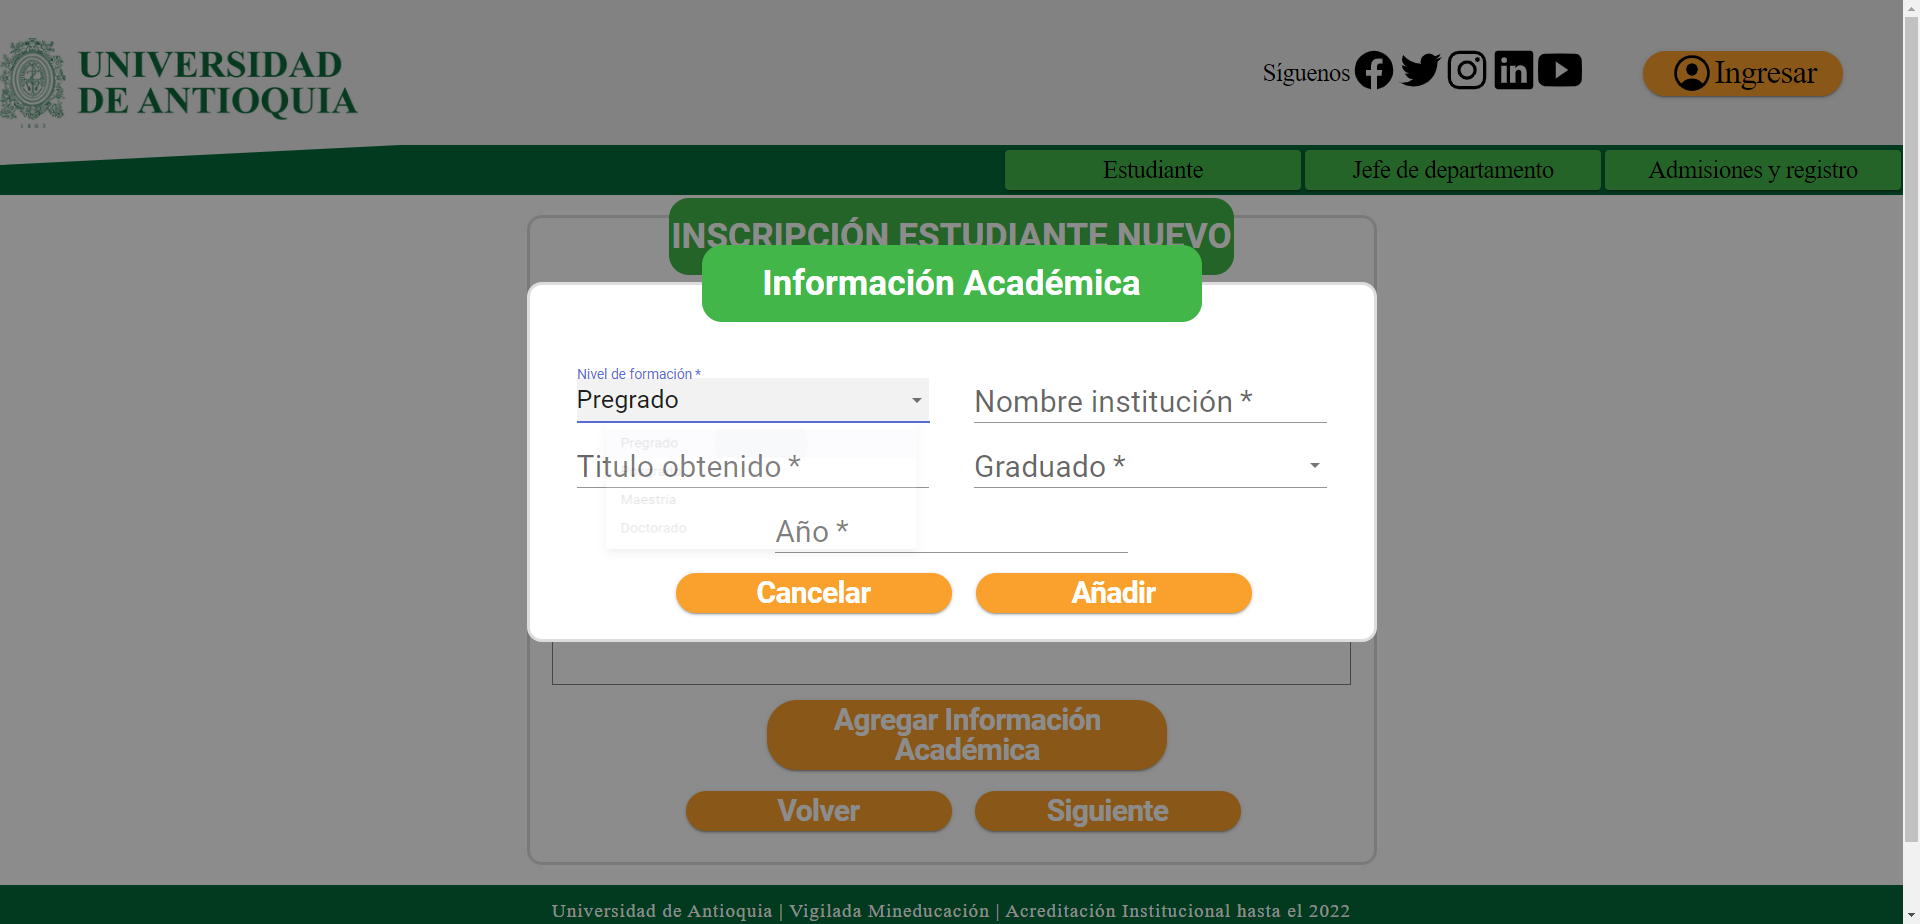 UNIVERSIDAD
DE ANTIOQUIA
1803
Síguenos
Ingresar
Estudiante
Jefe de departamento
Admisiones y registro
INSCRIPCIÓN ESTUDIANTE NUEVO
Información Académica
Nivel de formación *
Pregrado
Nombre institución *
Pregrado
Titulo obtenido *
Graduado *
Maestría
Doctorado
Año *
Cancelar
Añadir
Agregar Información
Académica
Volver
Siguiente
Universidad de Antioquia | Vigilada Mineducación | Acreditación Institucional hasta el 2022